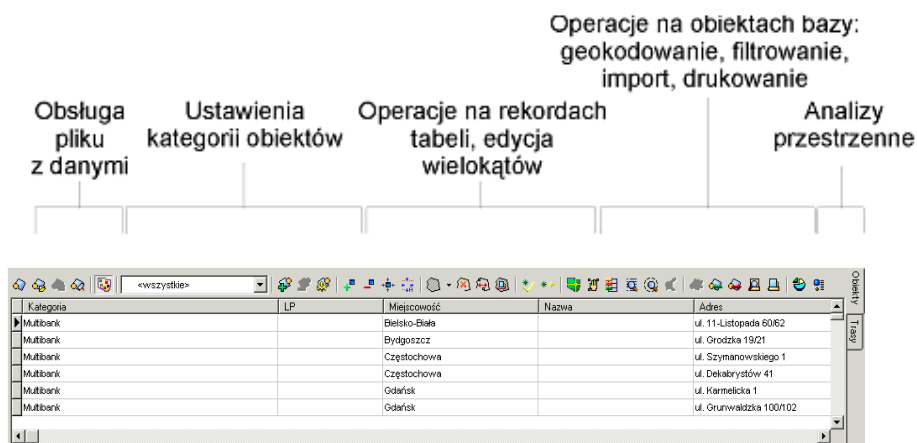 Operacje na obiektach bazy:
geokodowanie, filtrowanie,
import, drukowanie
Obsługa
pliku
z danymi
Ustawienia
kategorii obiektów
Operacje na rekordach
tabeli, edycja
wielokątów
Analizy
przestrzenne
<wszystkie>
Obiekty
Trasy
Kategoria LP Miejscowość Nazwa Adres
Multibank Bielsko-Biała ul. 11-Listopada 60/62
Multibank Bydgoszcz ul. Grodzka 19/21
Multibank Częstochowa ul. Szymanowskiego 1
Multibank Częstochowa ul. Dekabrystów 41
Multibank Gdańsk ul. Karmelicka 1
Multibank Gdańsk ul. Grunwaldzka 100/102